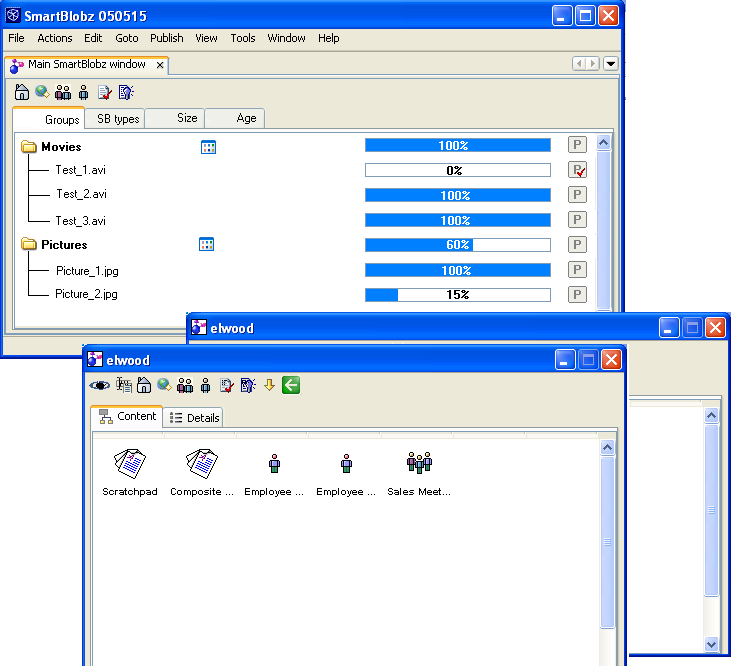 SmartBlobz 050515
File Actions Edit Goto Publish View Tools Window Help
Main SmartBlobz window
Groups SB types Size Age
Movies 100% P
Test_1.avi 0% P
Test_2.avi 100% P
Test_3.avi 100% P
Pictures 60% P
Picture_1.jpg 100% P
Picture_2.jpg 15% P
elwood
elwood
Content Details
Scratchpad Composite ... Employee ... Employee ... Sales Meet...